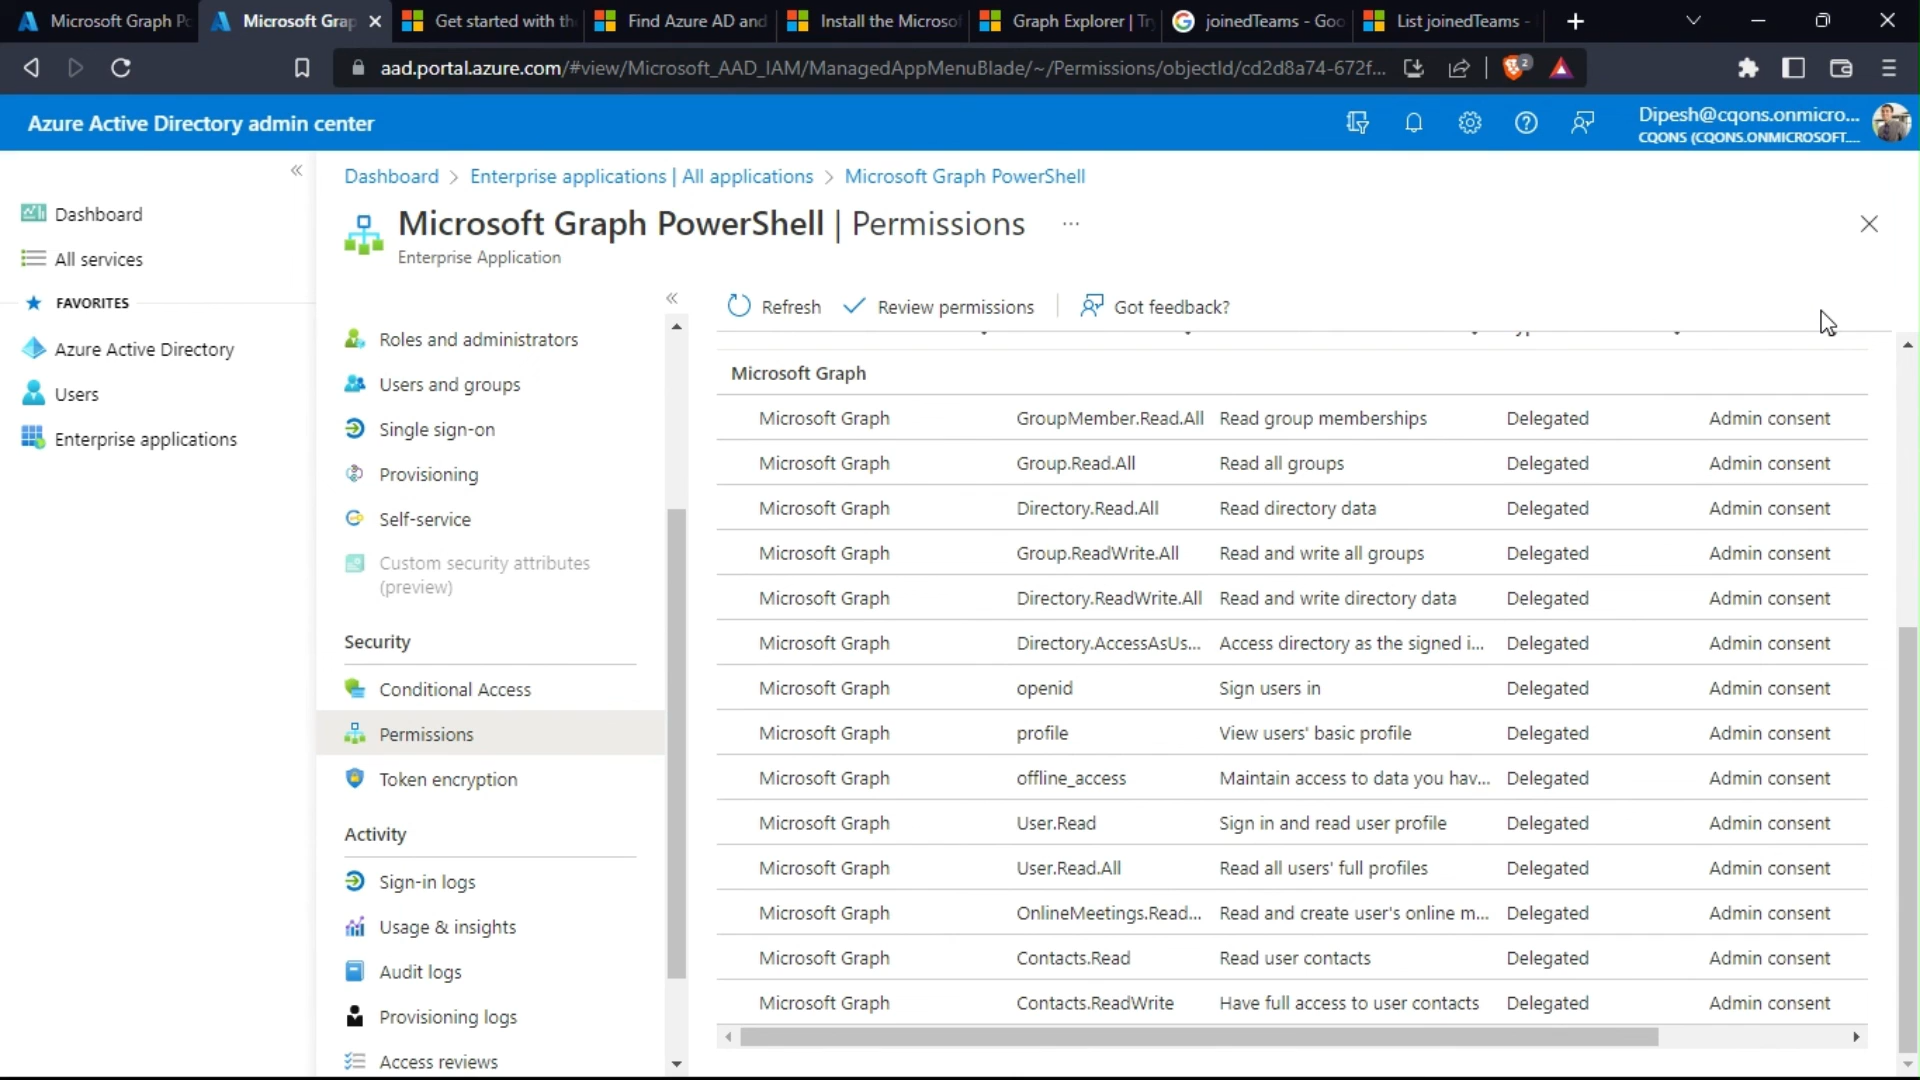 Microsoft Graph Po
Microsoft Grap
Get started with th
Find Azure AD and
Install the Microsof
Graph Explorer | Try
joinedTeams - Goo
List joinedTeams -
aad.portal.azure.com/#view/Microsoft_AAD_IAM/ManagedAppMenuBlade/~/Permissions/objectId/cd2d8a74-672f...
2
Azure Active Directory admin center
Dipesh@cqons.onmicro...
CQONS (CQONS.ONMICROSOFT....
Dashboard
All services
FAVORITES
Azure Active Directory
Users
Enterprise applications
Dashboard > Enterprise applications | All applications > Microsoft Graph PowerShell
Microsoft Graph PowerShell | Permissions ...
Enterprise Application
Roles and administrators
Users and groups
Single sign-on
Provisioning
Self-service
Custom security attributes
(preview)
Security
Conditional Access
Permissions
Token encryption
Activity
Sign-in logs
Usage & insights
Audit logs
Provisioning logs
Access reviews
Refresh Review permissions Got feedback?
Microsoft Graph
Microsoft Graph GroupMember.Read.All Read group memberships Delegated Admin consent
Microsoft Graph Group.Read.All Read all groups Delegated Admin consent
Microsoft Graph Directory.Read.All Read directory data Delegated Admin consent
Microsoft Graph Group.ReadWrite.All Read and write all groups Delegated Admin consent
Microsoft Graph Directory.ReadWrite.All Read and write directory data Delegated Admin consent
Microsoft Graph Directory.AccessAsUs... Access directory as the signed i... Delegated Admin consent
Microsoft Graph openid Sign users in Delegated Admin consent
Microsoft Graph profile View users' basic profile Delegated Admin consent
Microsoft Graph offline_access Maintain access to data you hav... Delegated Admin consent
Microsoft Graph User.Read Sign in and read user profile Delegated Admin consent
Microsoft Graph User.Read.All Read all users' full profiles Delegated Admin consent
Microsoft Graph OnlineMeetings.Read... Read and create user's online m... Delegated Admin consent
Microsoft Graph Contacts.Read Read user contacts Delegated Admin consent
Microsoft Graph Contacts.ReadWrite Have full access to user contacts Delegated Admin consent